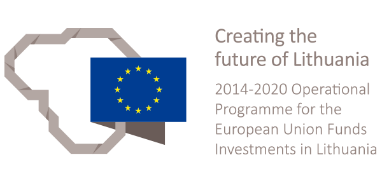 Creating the
future of Lithuania
2014-2020 Operational
Programme for the
European Union Funds
Investments in Lithuania